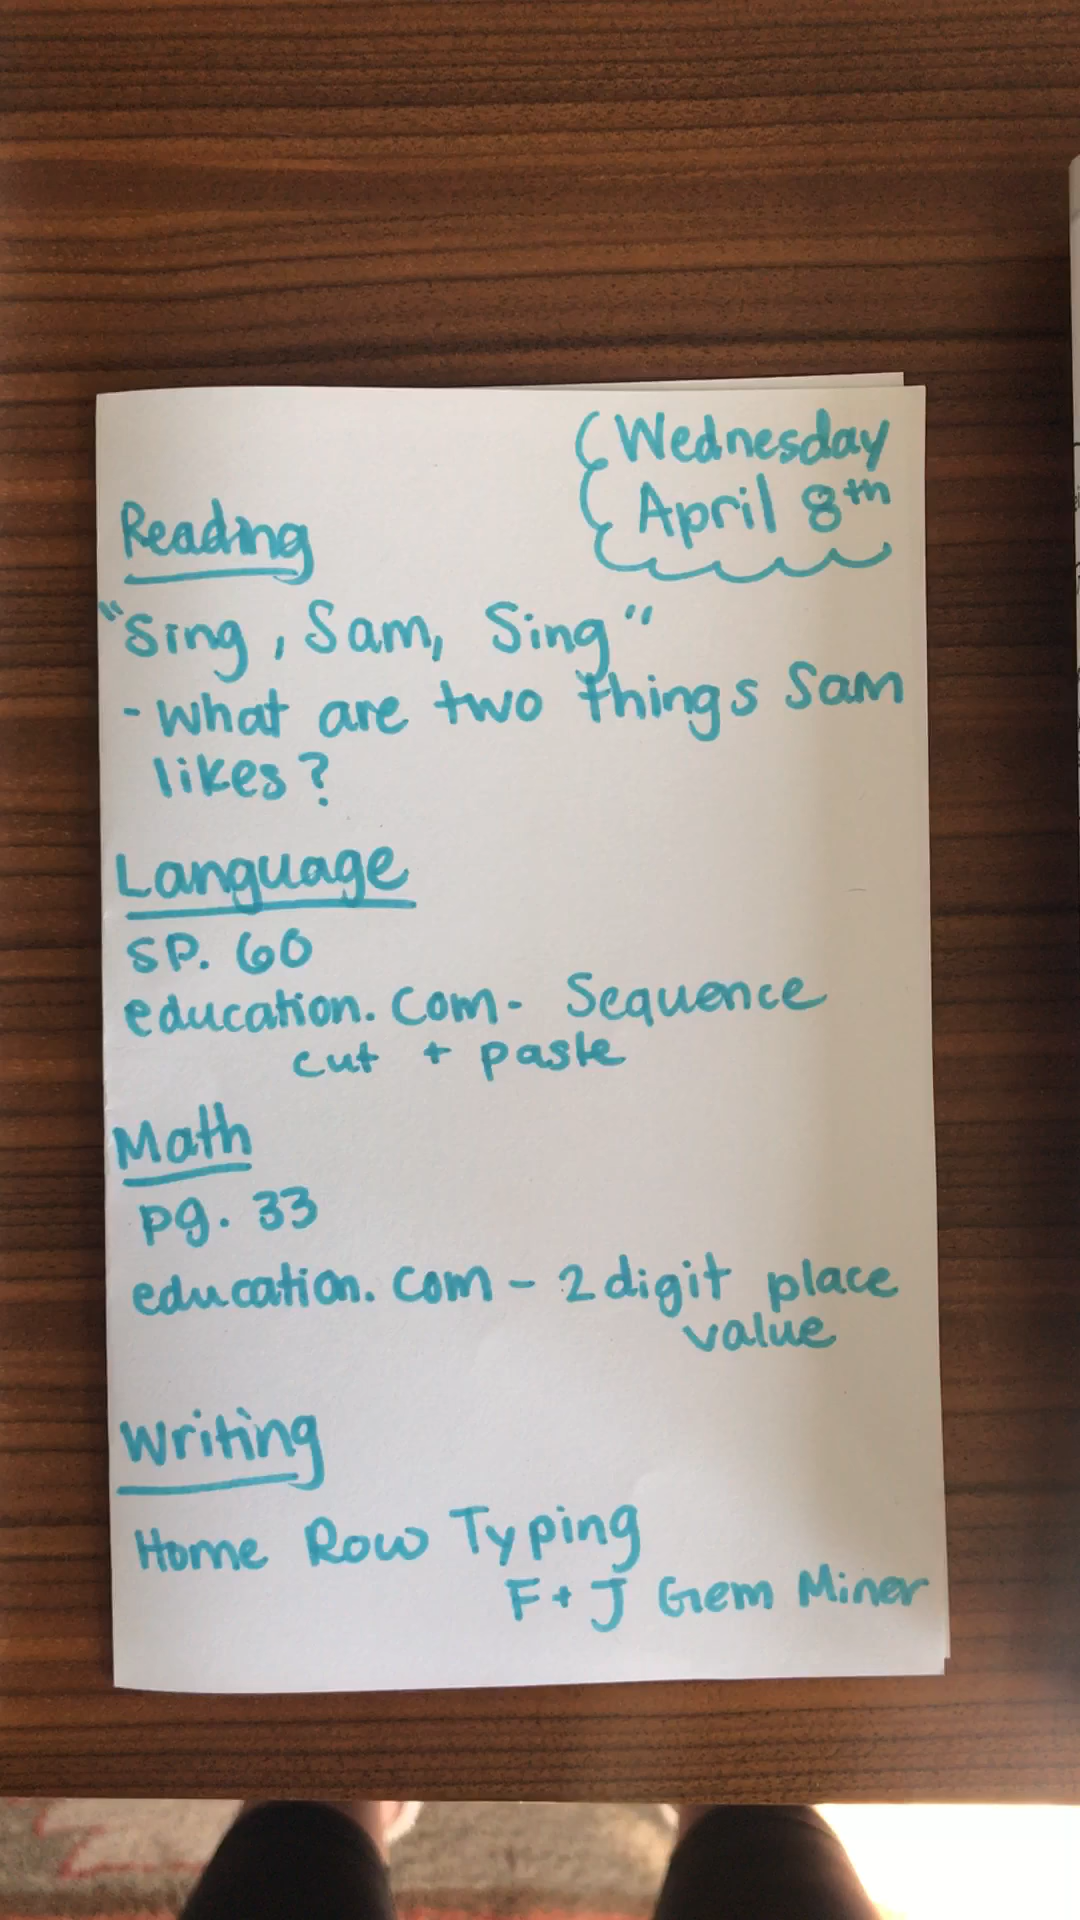 Wednesday
April 8th
Reading
"Sing, Sam, Sing"
- What are two things Sam
likes?
Language
SP. 60
education.com - Sequence
cut + paste
Math
pg. 33
education.com - 2 digit place
value
Writing
Home Row Typing
F + J Gem Miner